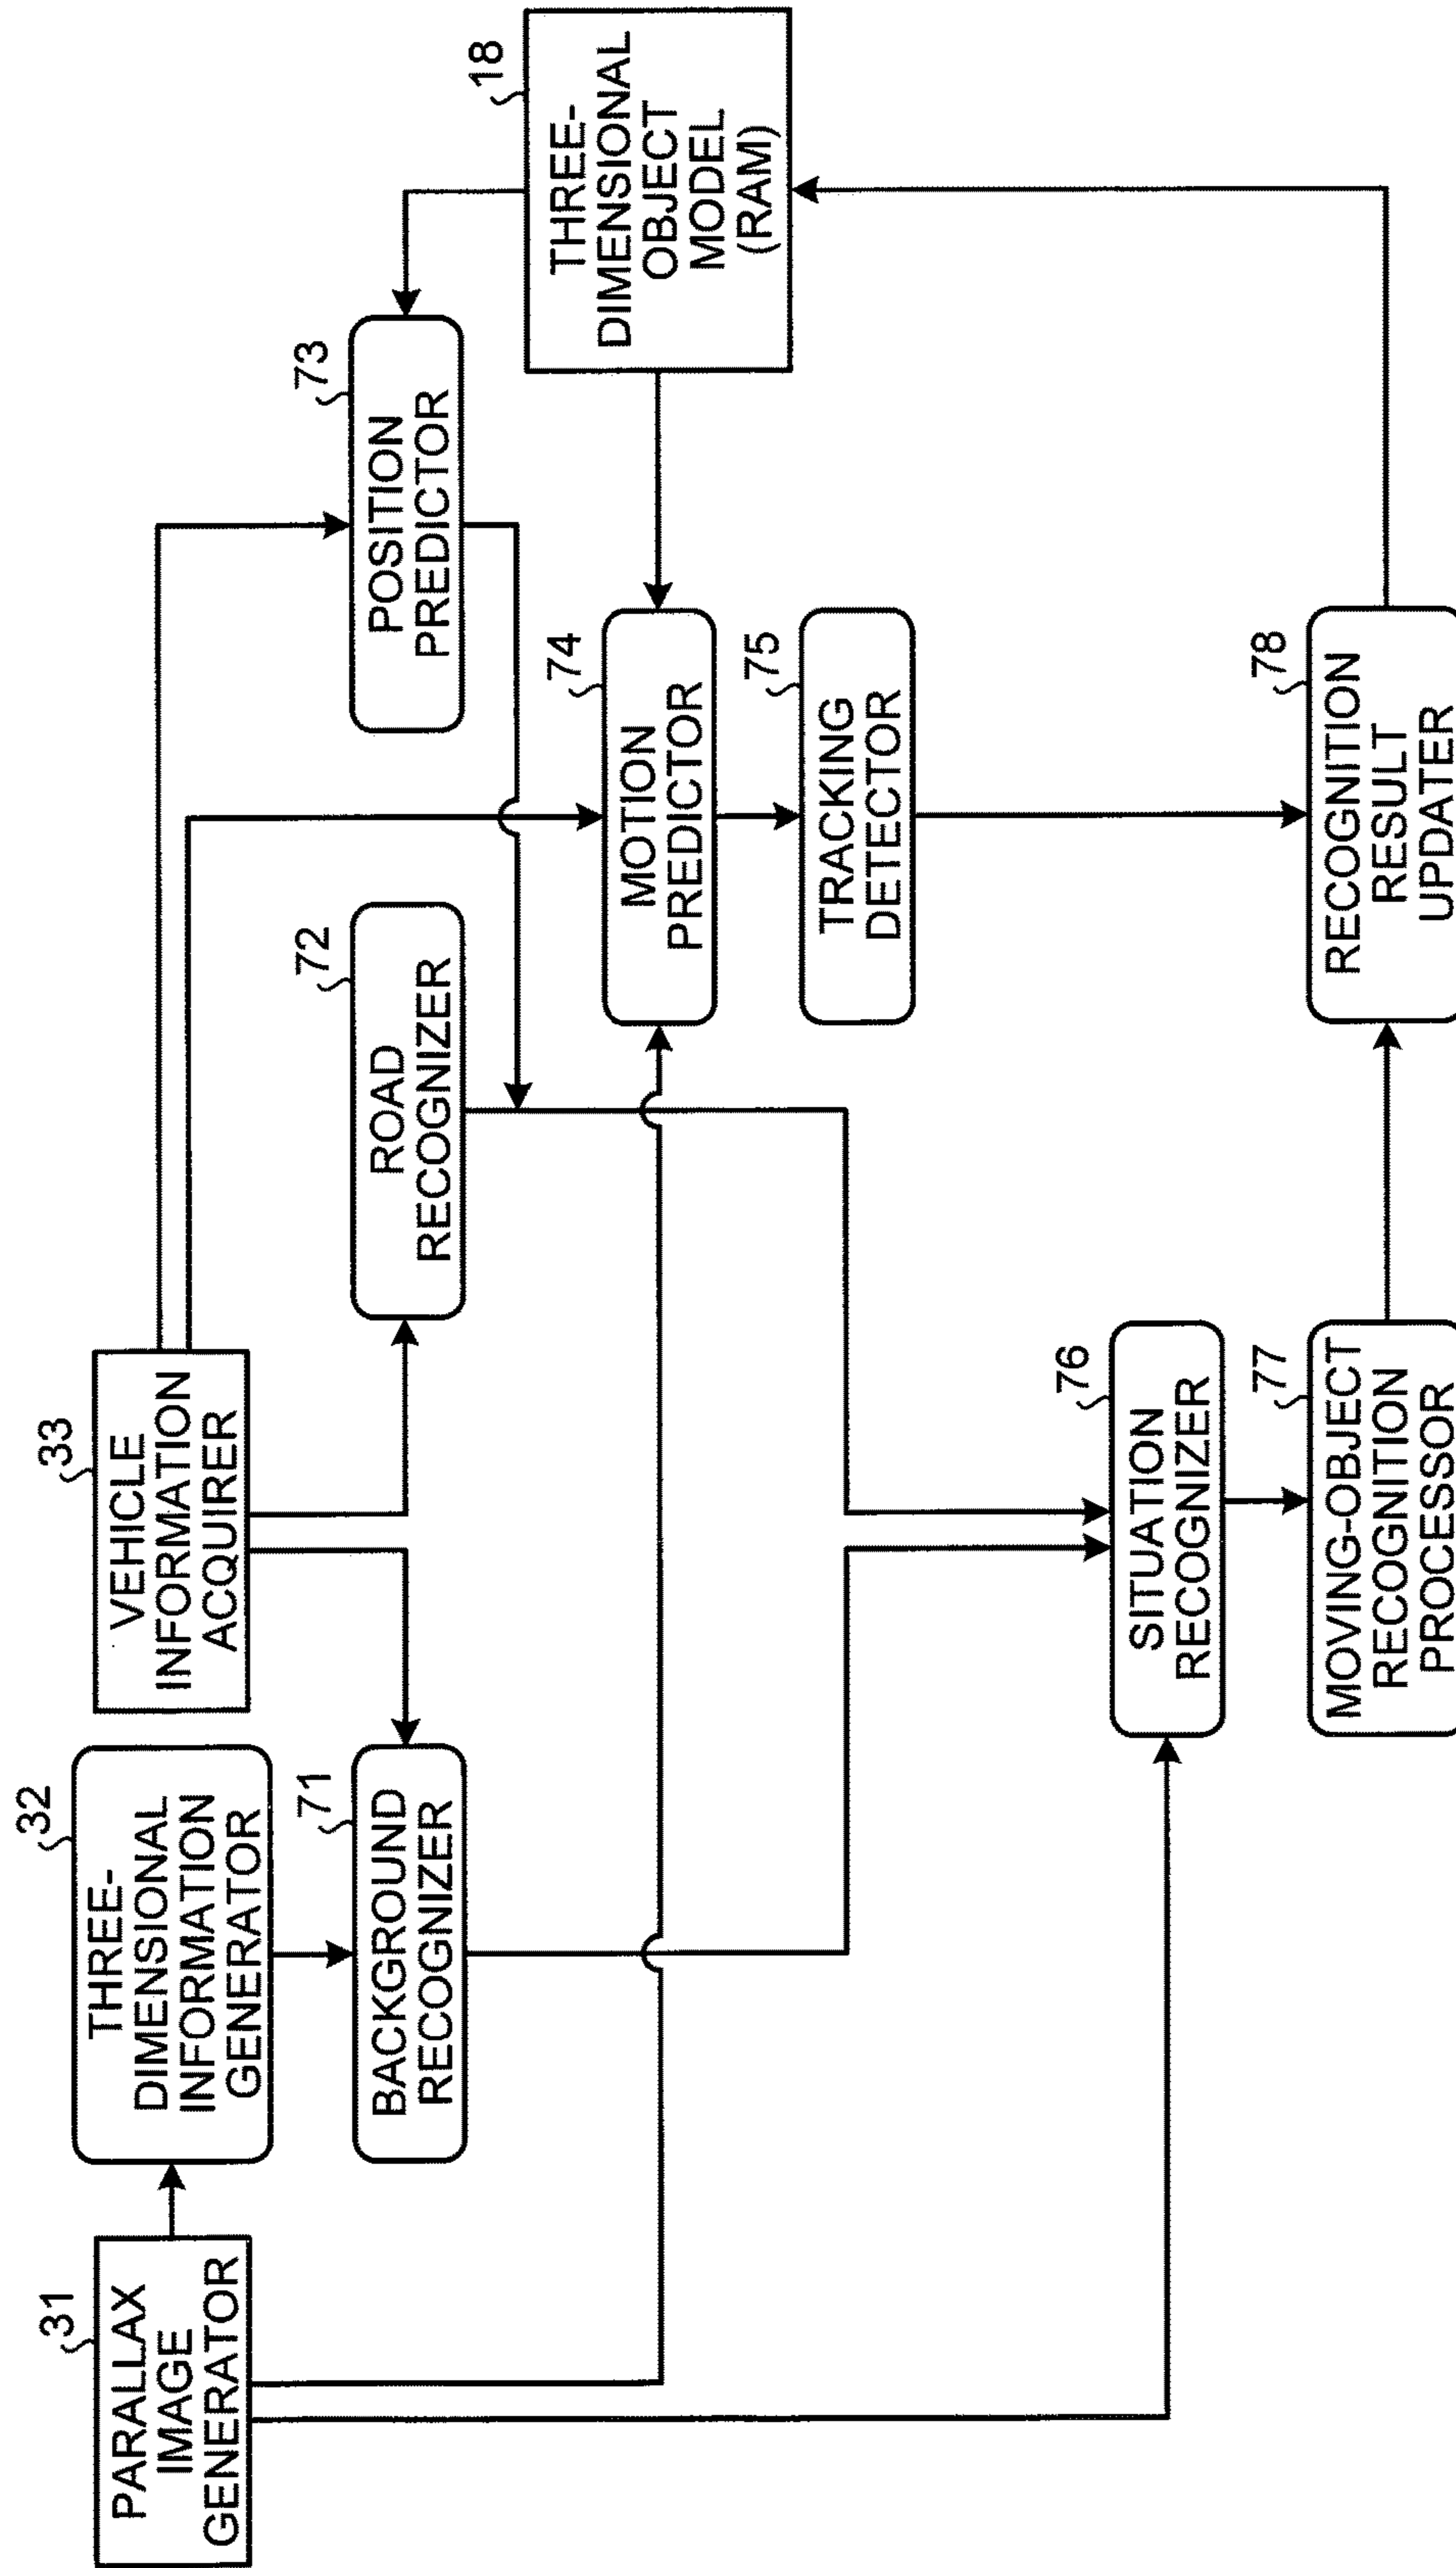 31
PARALLAX
IMAGE
GENERATOR
32
THREE-
DIMENSIONAL
INFORMATION
GENERATOR
33
VEHICLE
INFORMATION
ACQUIRER
71
BACKGROUND
RECOGNIZER
72
ROAD
RECOGNIZER
73
POSITION
PREDICTOR
18
THREE-
DIMENSIONAL
OBJECT
MODEL
(RAM)
74
MOTION
PREDICTOR
75
TRACKING
DETECTOR
76
SITUATION
RECOGNIZER
77
MOVING-OBJECT
RECOGNITION
PROCESSOR
78
RECOGNITION
RESULT
UPDATER